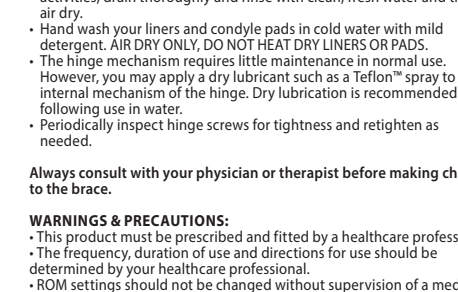 activities, drain thoroughly and rinse with clean, fresh water and
air dry.
• Hand wash your liners and condyle pads in cold water with mild
detergent. AIR DRY ONLY, DO NOT HEAT DRY LINERS OR PADS.
• The hinge mechanism requires little maintenance in normal use.
However, you may apply a dry lubricant such as a Teflon™ spray to
internal mechanism of the hinge. Dry lubrication is recommended
following use in water.
• Periodically inspect hinge screws for tightness and retighten as
needed.
Always consult with your physician or therapist before making ch
to the brace.
WARNINGS & PRECAUTIONS:
• This product must be prescribed and fitted by a healthcare profess
• The frequency, duration of use and directions for use should be
determined by your healthcare professional.
• ROM settings should not be changed without supervision of a med